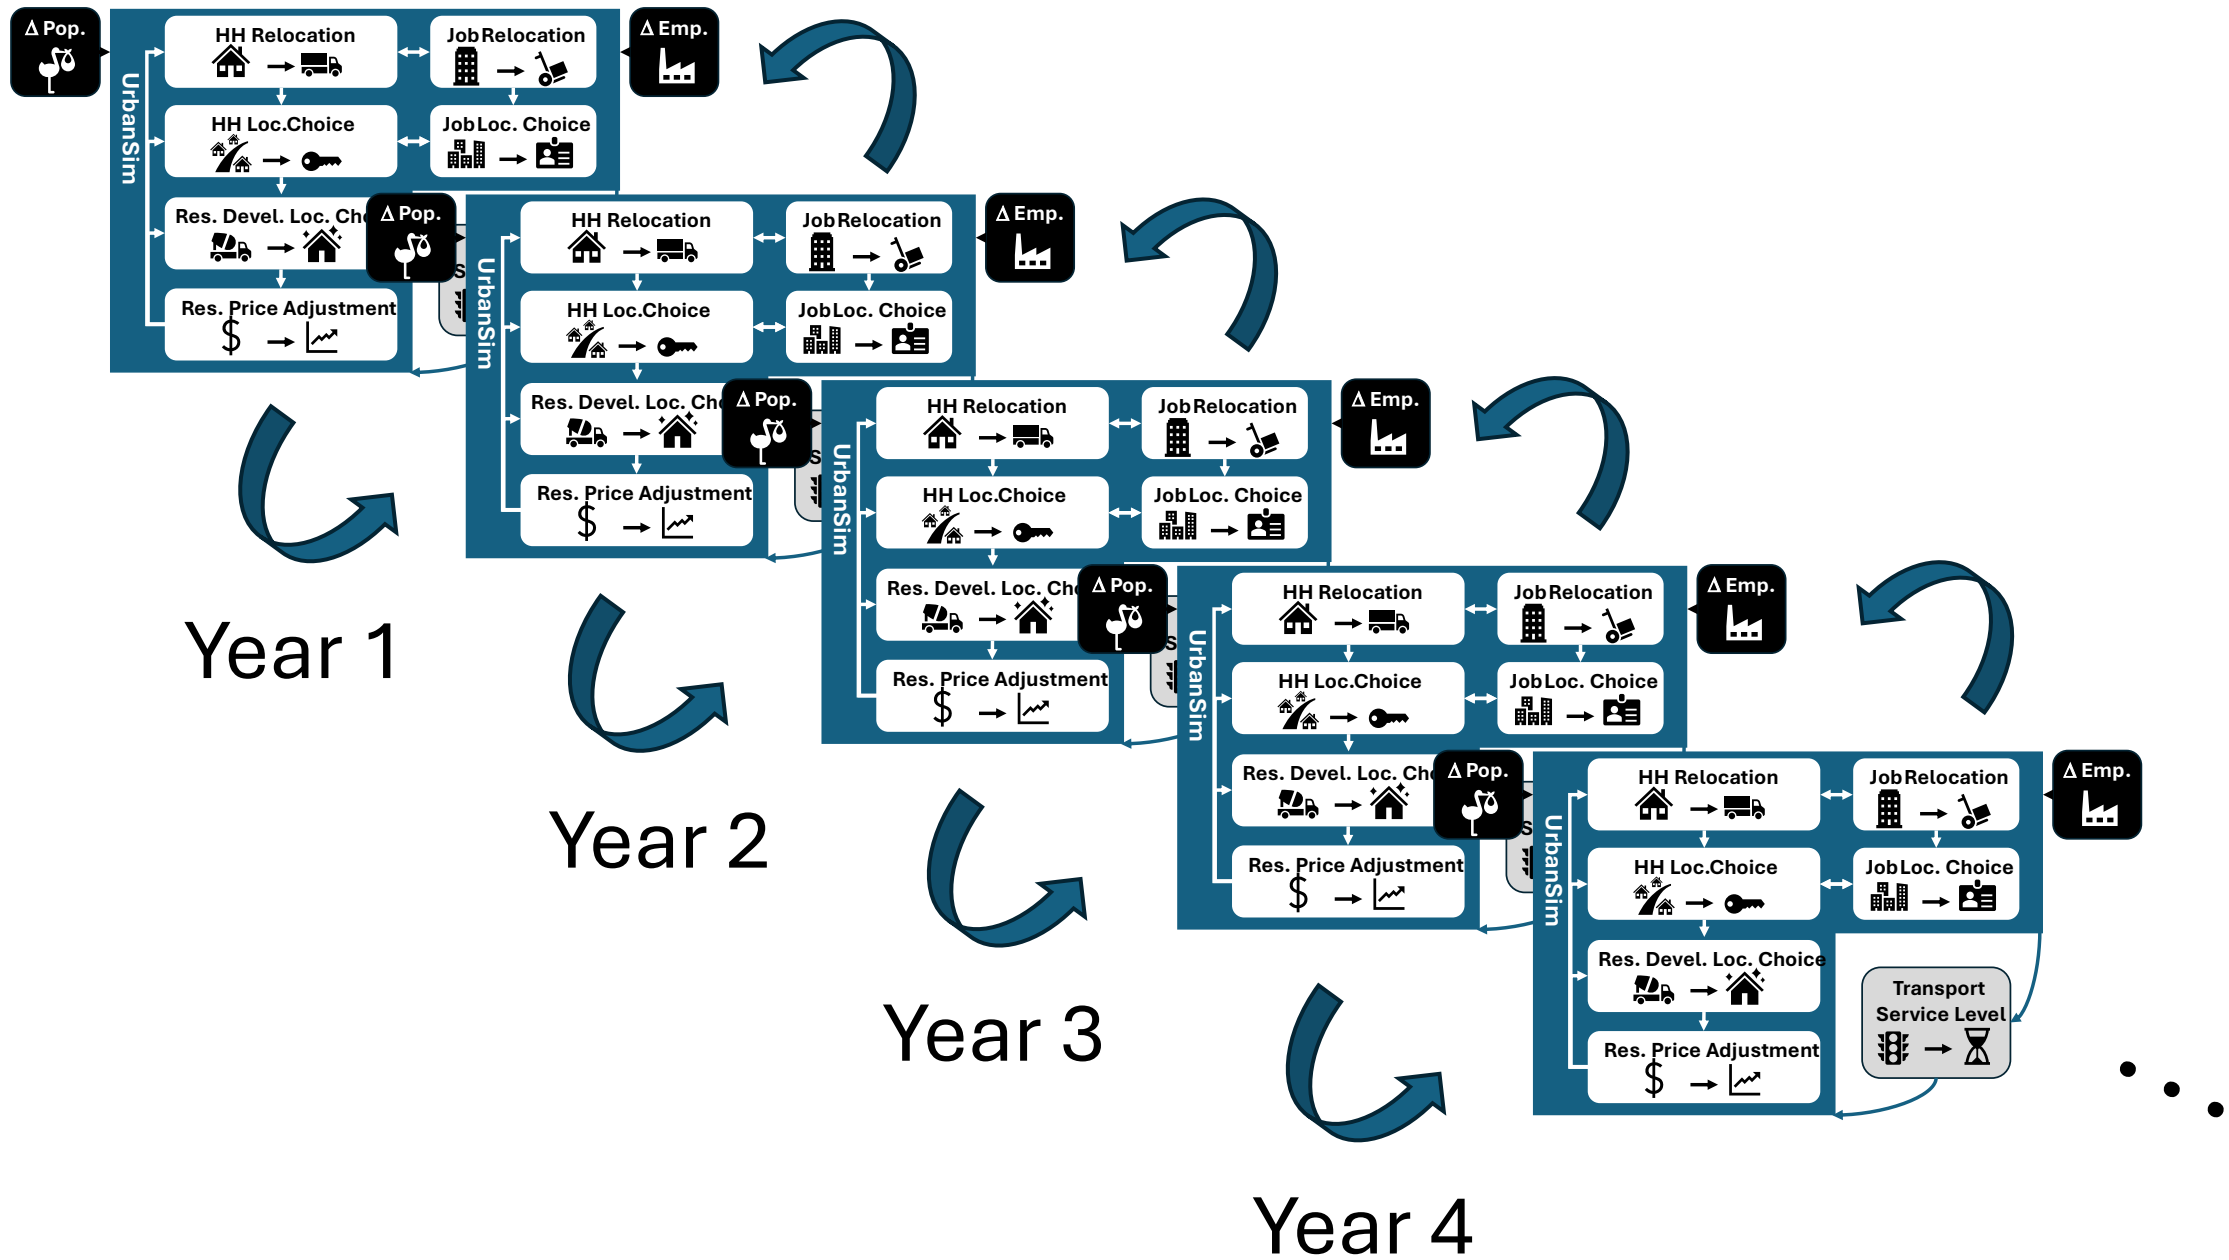 Δ Pop.
UrbanSim
HH Relocation
Job Relocation
Δ Emp.
HH Loc.Choice
Job Loc. Choice
Res. Devel. Loc. Cho
Res. Price Adjustment
$
Year 1
Δ Pop.
S
UrbanSim
HH Relocation
Job Relocation
Δ Emp.
HH Loc.Choice
Job Loc. Choice
Res. Devel. Loc. Cho
Res. Price Adjustment
$
Year 2
Δ Pop.
S
UrbanSim
HH Relocation
Job Relocation
Δ Emp.
HH Loc.Choice
Job Loc. Choice
Res. Devel. Loc. Cho
Res. Price Adjustment
$
Year 3
Δ Pop.
S
UrbanSim
HH Relocation
Job Relocation
Δ Emp.
HH Loc.Choice
Job Loc. Choice
Res. Devel. Loc. Cho
Res. Price Adjustment
$
Year 4
Δ Pop.
S
UrbanSim
HH Relocation
Job Relocation
Δ Emp.
HH Loc.Choice
Job Loc. Choice
Res. Devel. Loc. Choice
Res. Price Adjustment
$
Transport
Service Level
...